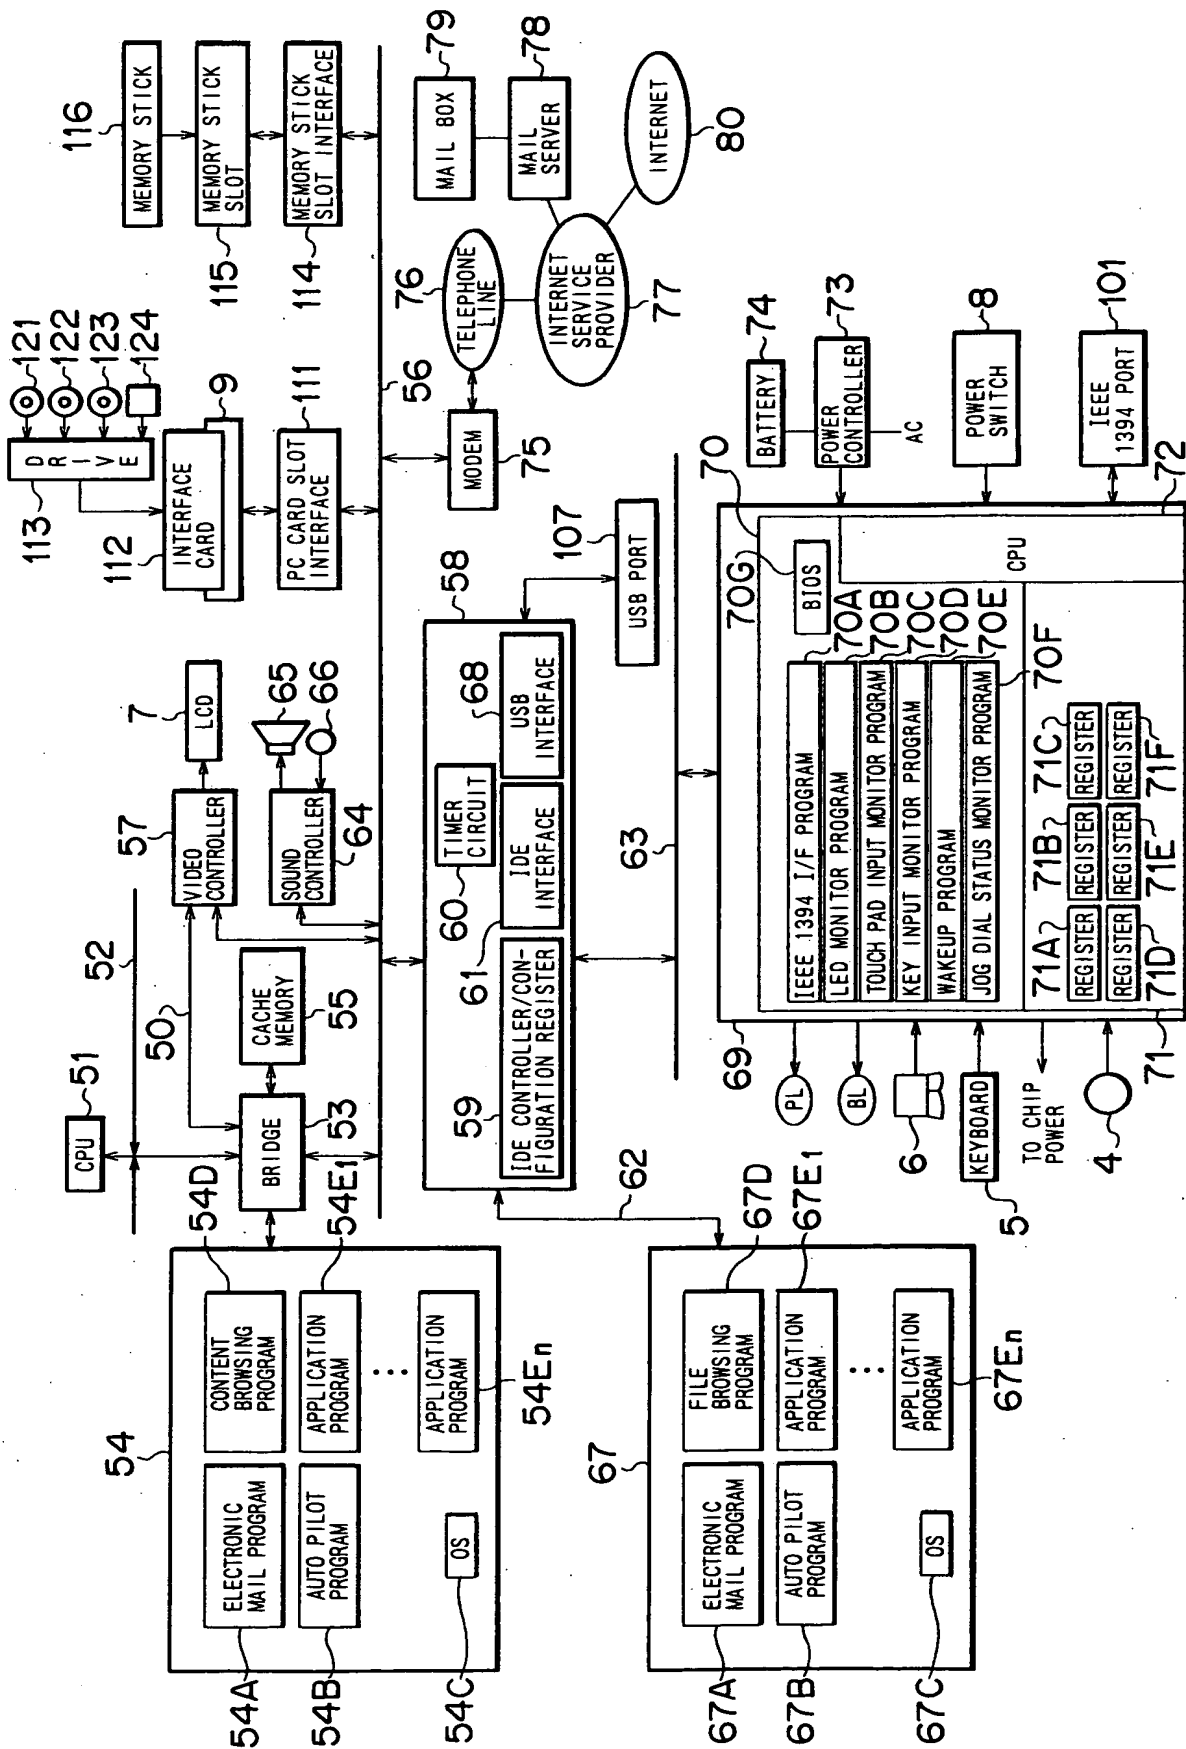 51
CPU
52
50
BRIDGE
53
CACHE
MEMORY
55
57
VIDEO
CONTROLLER
7
LCD
SOUND
CONTROLLER
64
65
66
113
DRIVE
121
122
123
124
112
INTERFACE
CARD
9
PC CARD SLOT
INTERFACE
111
116
MEMORY STICK
MEMORY STICK
SLOT
115
MEMORY STICK
SLOT INTERFACE
114
56
54
ELECTRONIC
MAIL PROGRAM
54A
CONTENT
BROWSING
PROGRAM
54D
AUTO PILOT
PROGRAM
54B
APPLICATION
PROGRAM
54E1
OS
54C
APPLICATION
PROGRAM
54En
58
IDE CONTROLLER/CON-
FIGURATION REGISTER
59
TIMER
CIRCUIT
60
IDE
INTERFACE
61
USB
INTERFACE
68
62
63
USB PORT
107
MODEM
75
76
TELEPHONE
LINE
INTERNET
SERVICE
PROVIDER
77
MAIL BOX
79
MAIL
SERVER
78
INTERNET
80
67
ELECTRONIC
MAIL PROGRAM
67A
FILE
BROWSING
PROGRAM
67D
AUTO PILOT
PROGRAM
67B
APPLICATION
PROGRAM
67E1
OS
67C
APPLICATION
PROGRAM
67En
69
PL
BL
6
KEYBOARD
5
TO CHIP
POWER
4
IEEE 1394 I/F PROGRAM
70A
LED MONITOR PROGRAM
70B
TOUCH PAD INPUT MONITOR PROGRAM
70C
KEY INPUT MONITOR PROGRAM
70D
WAKEUP PROGRAM
70E
JOG DIAL STATUS MONITOR PROGRAM
70F
BIOS
70G
70
CPU
72
71A
REGISTER
71B
REGISTER
71C
REGISTER
REGISTER
71D
REGISTER
71E
REGISTER
71F
71
74
BATTERY
73
POWER
CONTROLLER
AC
8
POWER
SWITCH
101
IEEE
1394 PORT